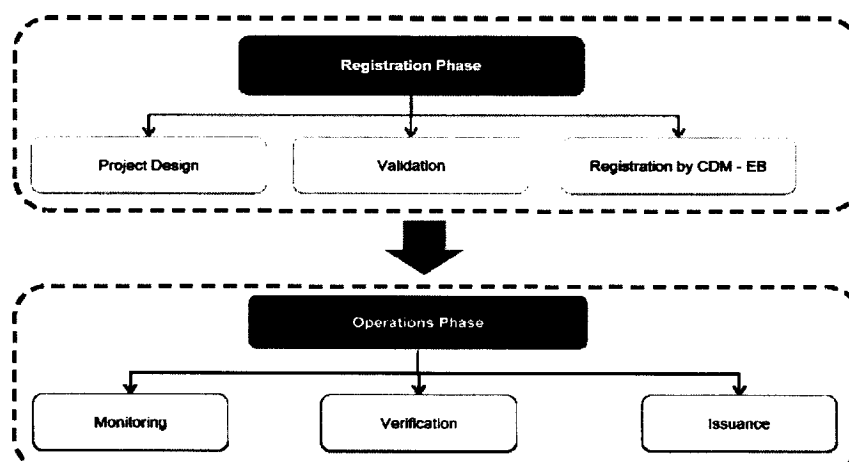 Registration Phase
Project Design
Validation
Registration by CDM - EB
Operations Phase
Monitoring
Verification
Issuance